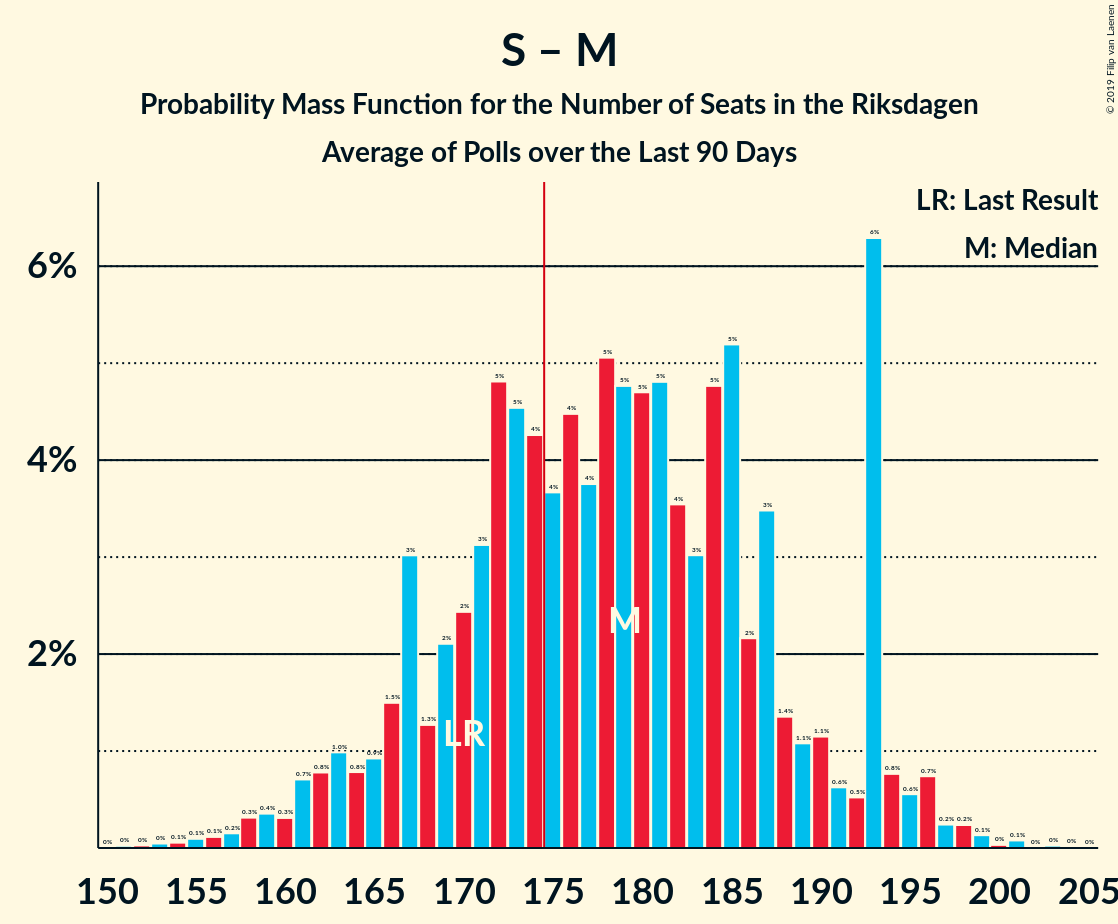 S – M
Probability Mass Function for the Number of Seats in the Riksdagen
Average of Polls over the Last 90 Days
© 2019 Filip van Laenen
LR: Last Result
M: Median
6%
4%
2%
0% 0% 0% 0% 0.1% 0.1% 0.1% 0.2% 0.3% 0.4% 0.3% 0.7% 0.8% 1.0% 0.8% 0.9% 1.5% 3% 1.3% 2% 2% 3% 5% 5% 4% 4% 4% 4% 5% 5% 5% 5% 4% 3% 5% 5% 2% 3% 1.4% 1.1% 1.1% 0.6% 0.5% 6% 0.8% 0.6% 0.7% 0.2% 0.2% 0.1% 0% 0.1% 0% 0% 0% 0%
M
LR
150 155 160 165 170 175 180 185 190 195 200 205